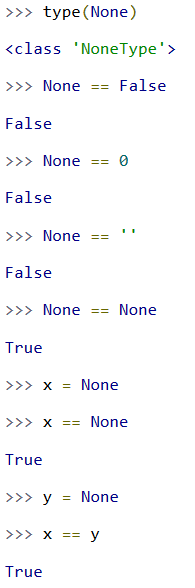 >>> type(None)
<class 'NoneType'>
>>> None == False
False
>>> None == 0
False
>>> None == ''
False
>>> None == None
True
>>> x = None
>>> x == None
True
>>> y = None
>>> x == y
True